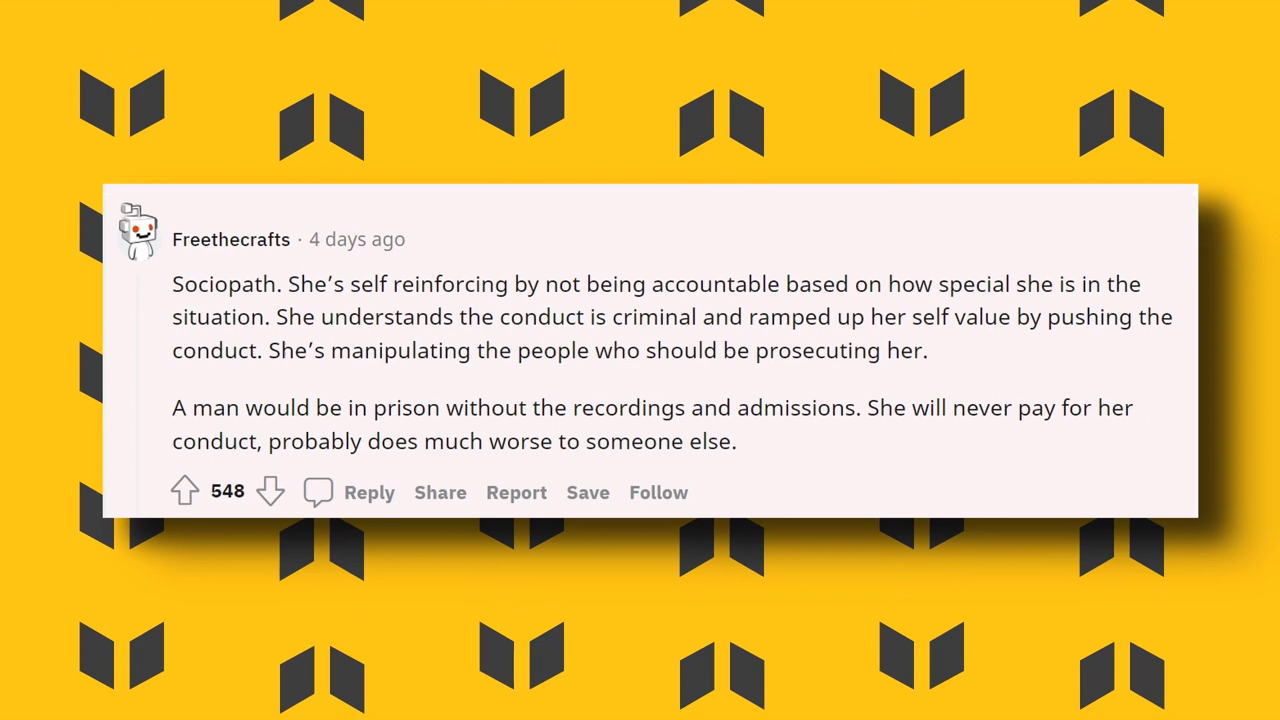 Freethecrafts · 4 days ago
Sociopath. She’s self reinforcing by not being accountable based on how special she is in the
situation. She understands the conduct is criminal and ramped up her self value by pushing the
conduct. She’s manipulating the people who should be prosecuting her.
A man would be in prison without the recordings and admissions. She will never pay for her
conduct, probably does much worse to someone else.
548 Reply Share Report Save Follow